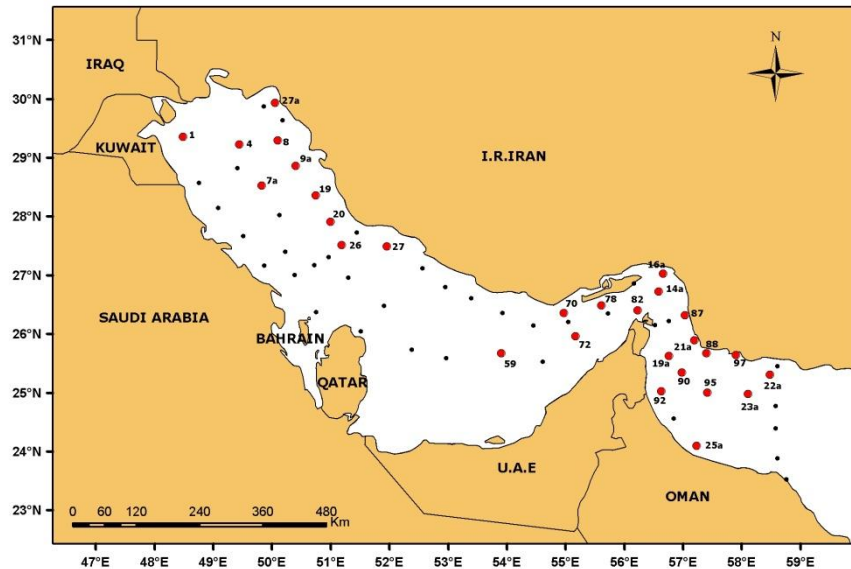 31°N
30°N
29°N
28°N
27°N
26°N
25°N
24°N
23°N
N
IRAQ
KUWAIT
I.R.IRAN
SAUDI ARABIA
BAHRAIN
QATAR
U.A.E
OMAN
27a
1
4
8
9a
7a
19
20
26
27
16a
14a
70
78
82
87
72
59
21a
88
19a
97
90
22a
92
95
23a
25a
0 60 120 240 360 480
Km
47°E 48°E 49°E 50°E 51°E 52°E 53°E 54°E 55°E 56°E 57°E 58°E 59°E